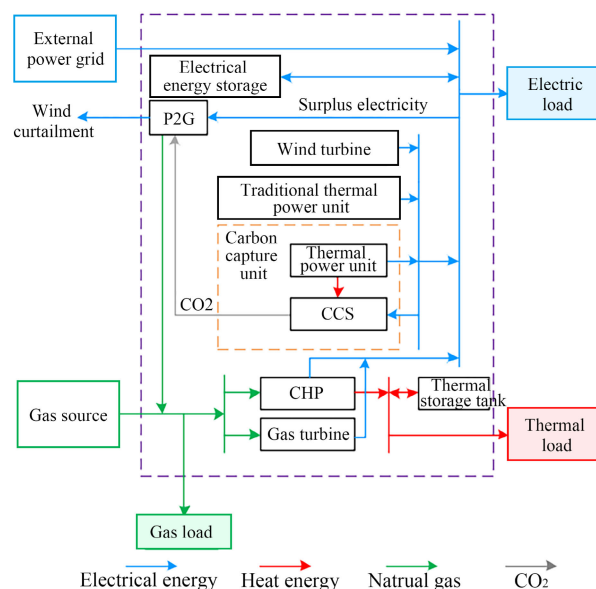 External
power grid
Electrical
energy storage
Electric
load
Wind
curtailment
P2G
Surplus electricity
Wind turbine
Traditional thermal
power unit
Carbon
capture
unit
Thermal
power unit
CO2
CCS
Gas source
CHP
Thermal
storage tank
Gas turbine
Thermal
load
Gas load
Electrical energy
Heat energy
Natrual gas
CO₂